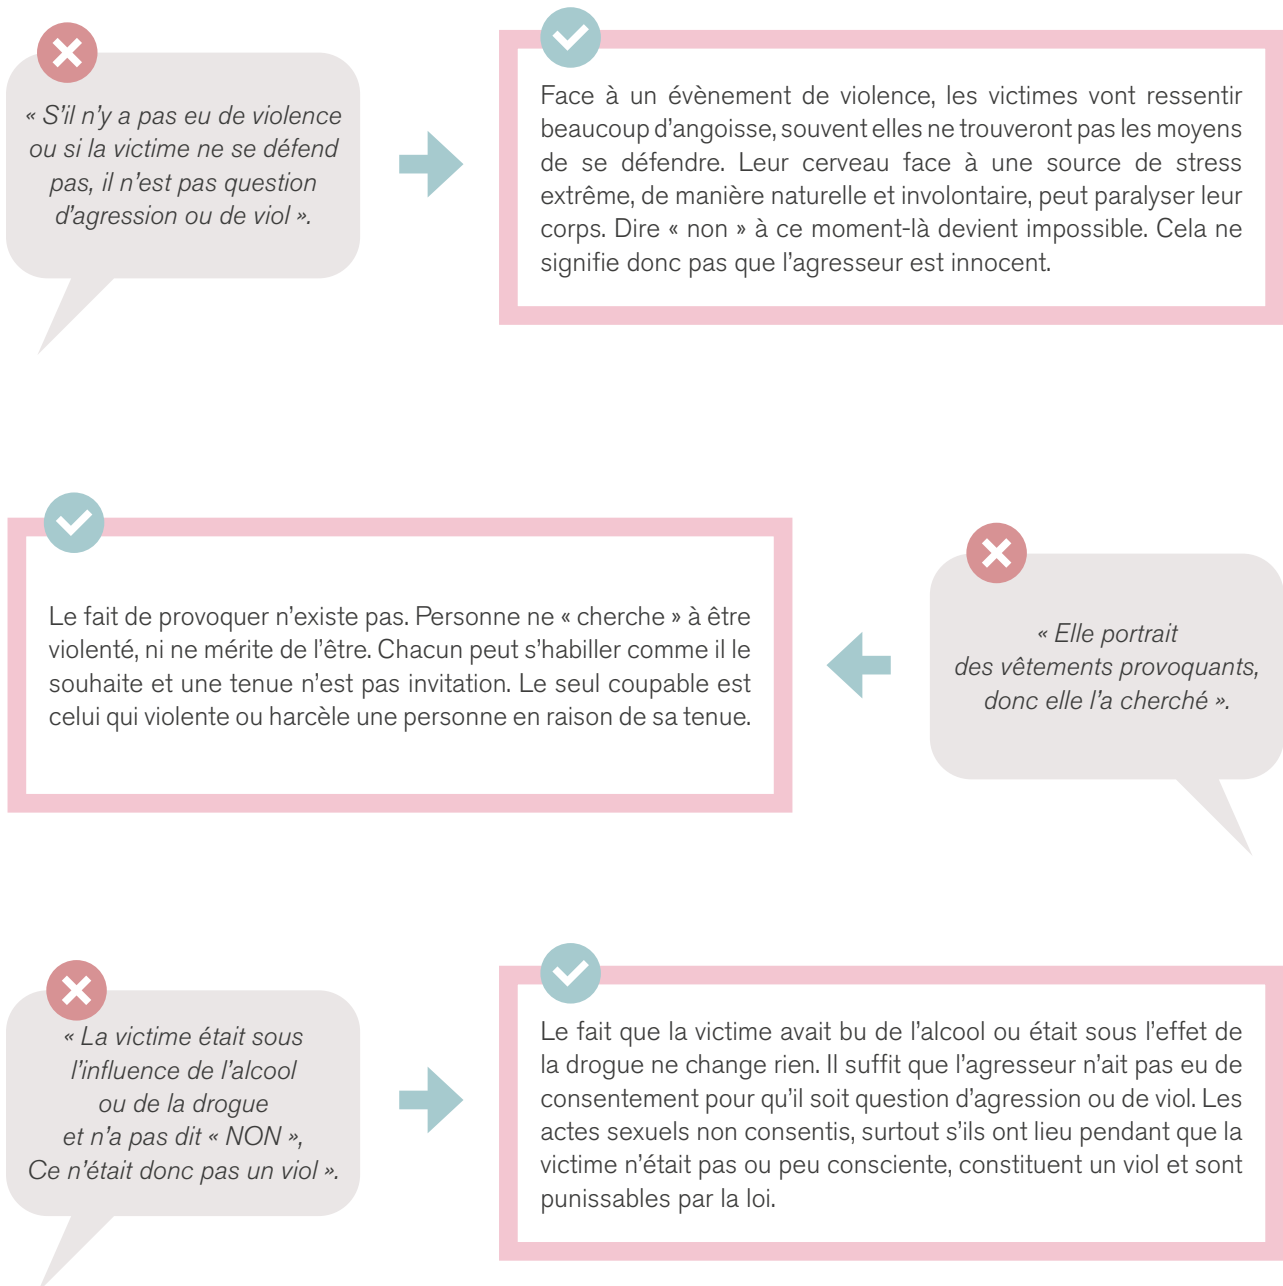 « S'il n'y a pas eu de violence
ou si la victime ne se défend
pas, il n'est pas question
d'agression ou de viol ».
Face à un évènement de violence, les victimes vont ressentir
beaucoup d'angoisse, souvent elles ne trouveront pas les moyens
de se défendre. Leur cerveau face à une source de stress
extrême, de manière naturelle et involontaire, peut paralyser leur
corps. Dire « non » à ce moment-là devient impossible. Cela ne
signifie donc pas que l'agresseur est innocent.
Le fait de provoquer n'existe pas. Personne ne « cherche » à être
violenté, ni ne mérite de l'être. Chacun peut s'habiller comme il le
souhaite et une tenue n'est pas invitation. Le seul coupable est
celui qui violente ou harcèle une personne en raison de sa tenue.
« Elle portrait
des vêtements provoquants,
donc elle l'a cherché ».
« La victime était sous
l'influence de l'alcool
ou de la drogue
et n'a pas dit « NON »,
Ce n'était donc pas un viol ».
Le fait que la victime avait bu de l'alcool ou était sous l'effet de
la drogue ne change rien. Il suffit que l'agresseur n'ait pas eu de
consentement pour qu'il soit question d'agression ou de viol. Les
actes sexuels non consentis, surtout s'ils ont lieu pendant que la
victime n'était pas ou peu consciente, constituent un viol et sont
punissables par la loi.